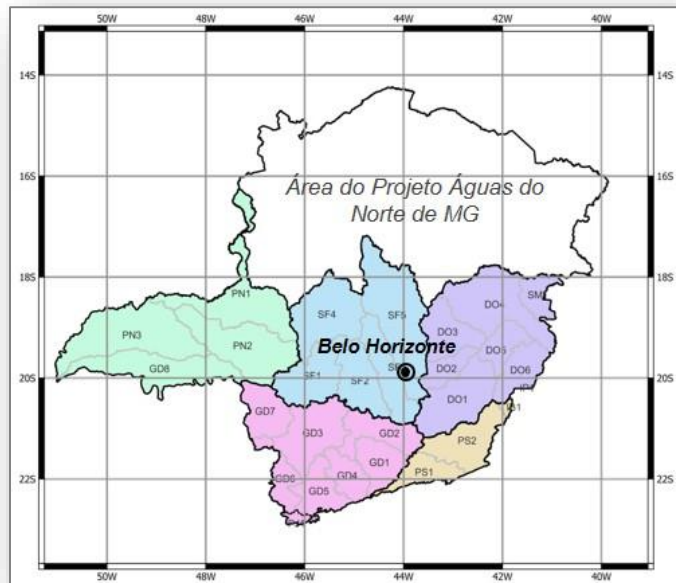 50W 48W 46W 44W 42W 40W
14S 14S
16S 16S
Área do Projeto Águas do
Norte de MG
18S 18S
PN1 SM1
DO4
SF4 SF5
PN3 DO3
PN2 Belo Horizonte DO5
GD8 SF1 SF2 DO2 DO6
20S 20S
DO1
GD7 GD3 GD2 PS2
GD1 PS1
GD6 GD4
22S 22S
GD5
50W 48W 46W 44W 42W 40W